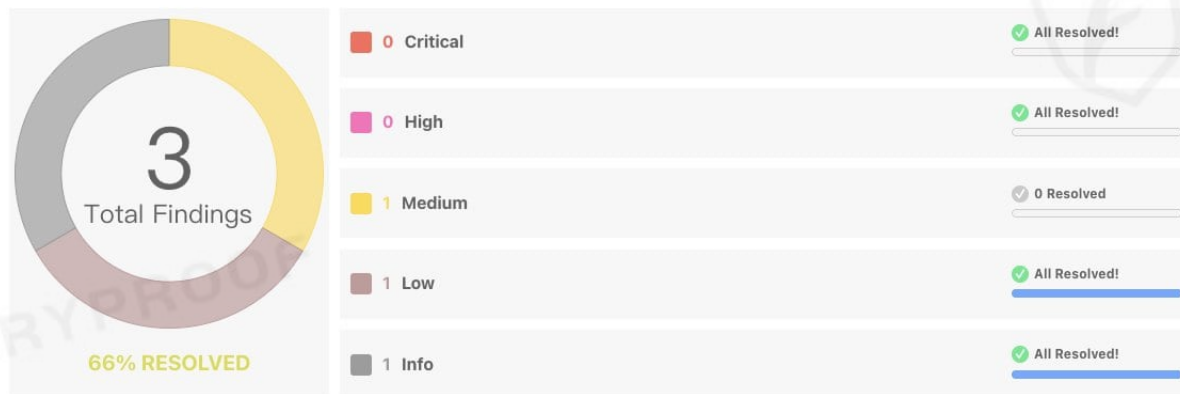 3
Total Findings
66% RESOLVED
0 Critical
All Resolved!
0 High
All Resolved!
1 Medium
0 Resolved
1 Low
All Resolved!
1 Info
All Resolved!
RYPROOF